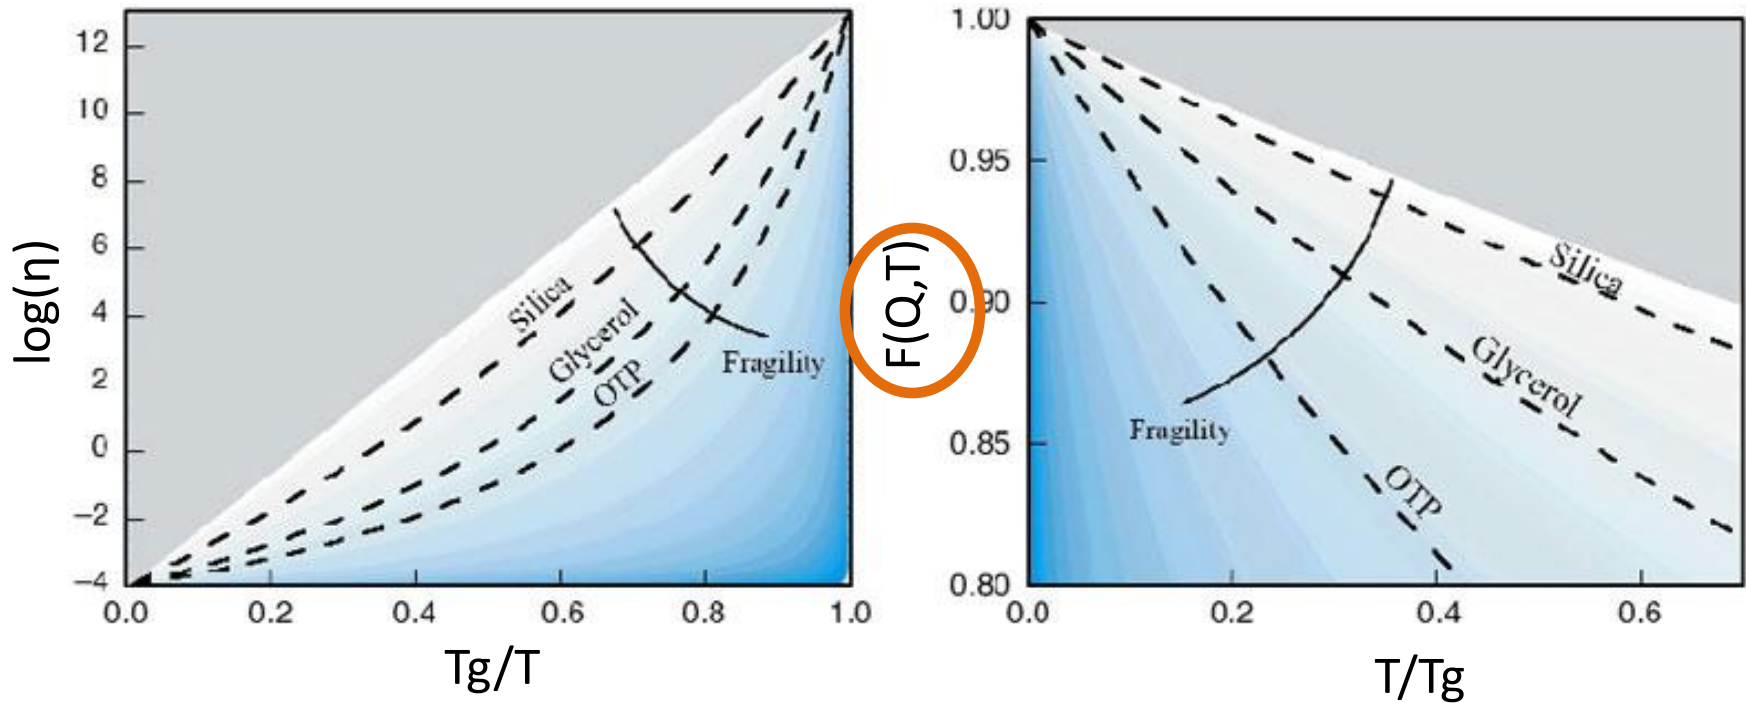 log(η)
12
10
8
6
4
2
0
−2
−4
0.0
0.2
0.4
0.6
0.8
1.0
Tg/T
Silica
Glycerol
OTP
Fragility
F(Q,T)
1.00
0.95
0.90
0.85
0.80
0.0
0.2
0.4
0.6
T/Tg
Silica
Glycerol
OTP
Fragility